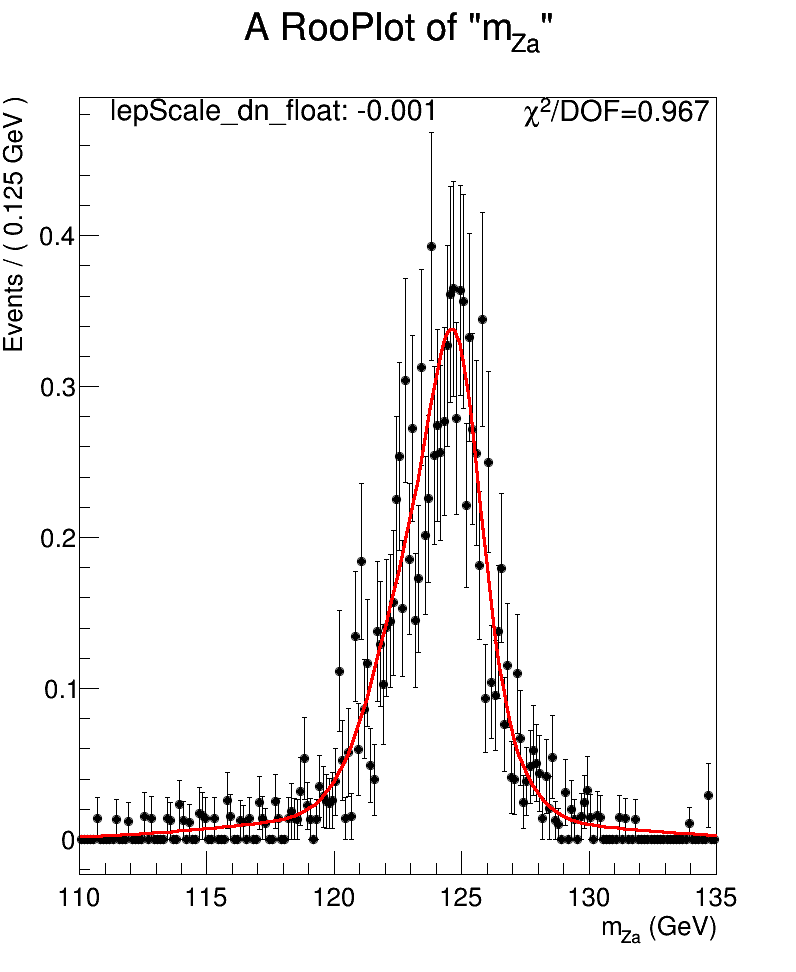 A RooPlot of "m_Za"
lepScale_dn_float: -0.001
χ²/DOF=0.967
Events / ( 0.125 GeV )
0.4
0.3
0.2
0.1
0
110 115 120 125 130 135
m_Za (GeV)